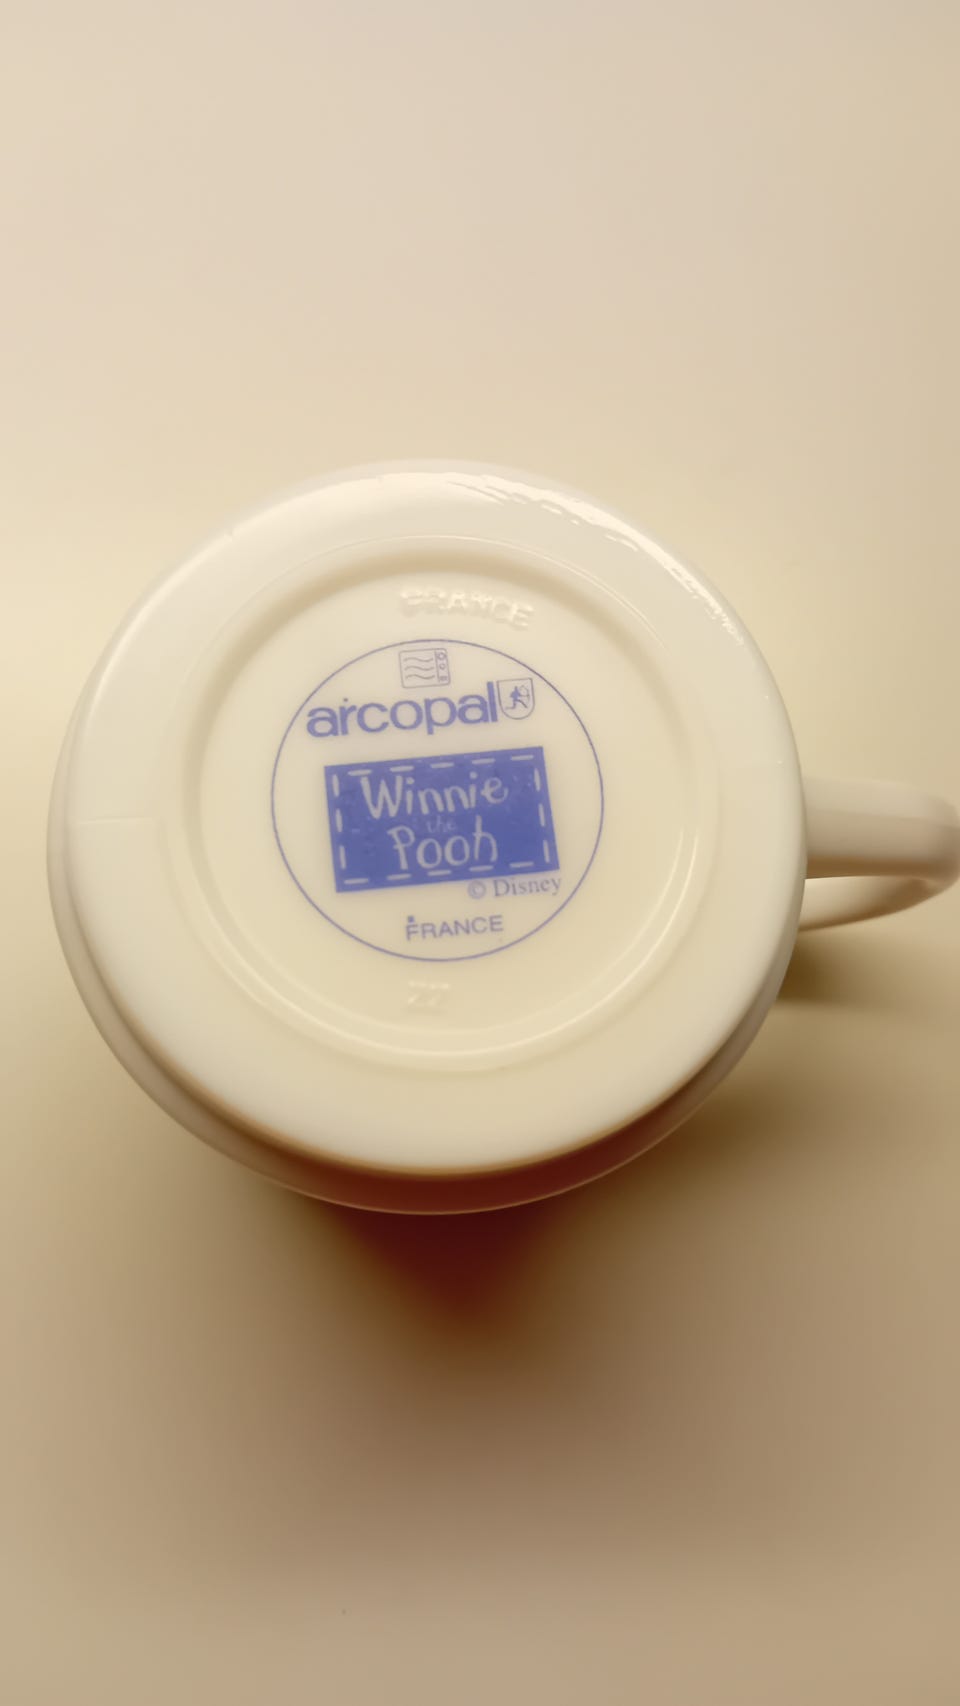 FRANCE
arcopal
Winnie
the
Pooh
© Disney
FRANCE